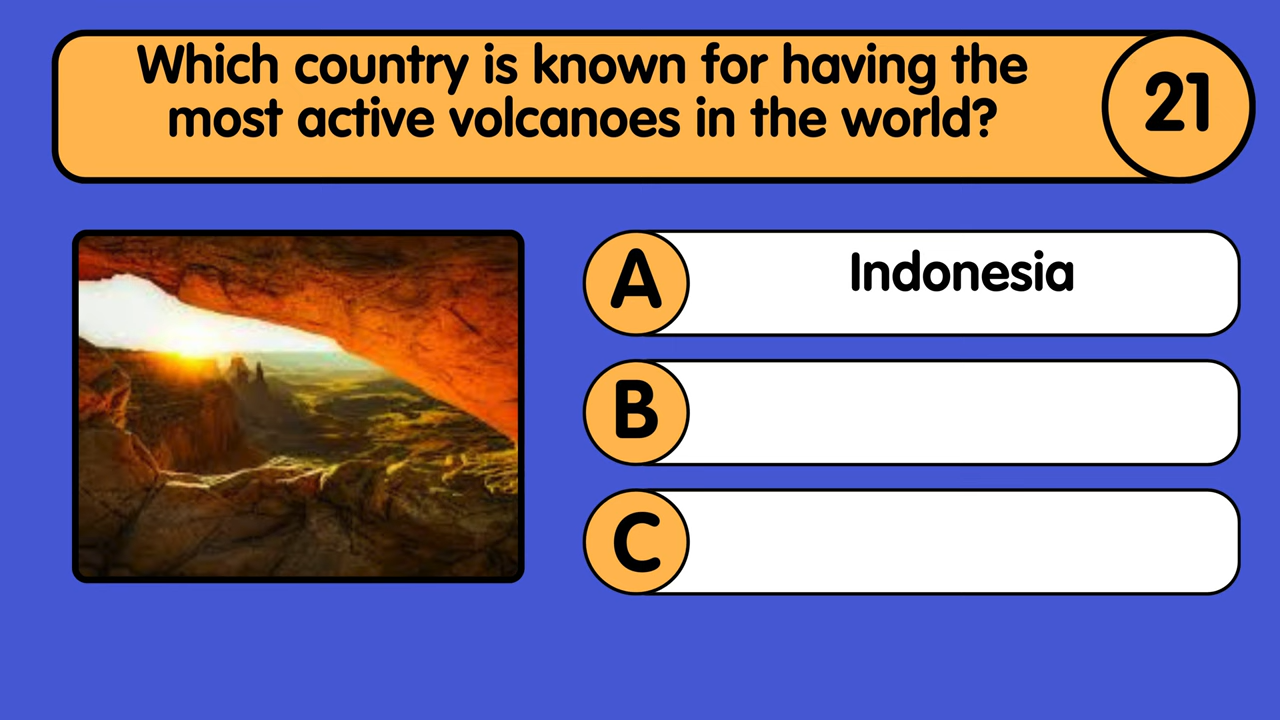 Which country is known for having the
most active volcanoes in the world?
21
A
Indonesia
B
C